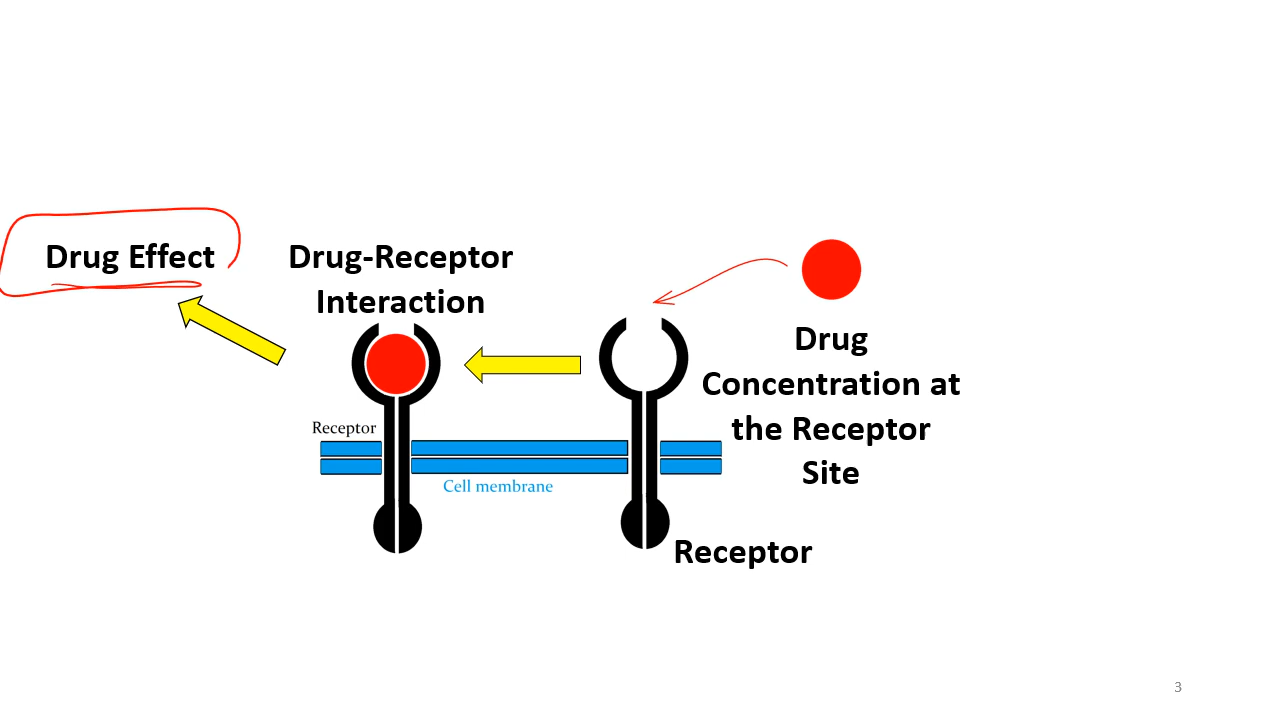 Drug Effect
Drug-Receptor
Interaction
Drug
Concentration at
the Receptor
Site
Receptor
Cell membrane
Receptor
3